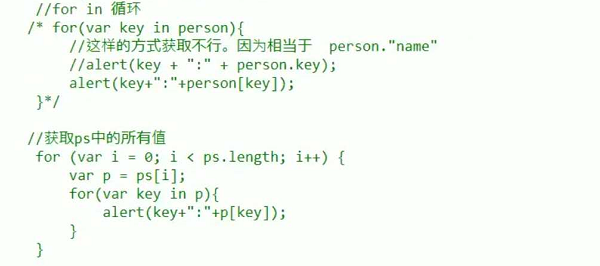 //for in 循环
/* for(var key in person){
//这样的方式获取不行。因为相当于  person."name"
//alert(key + ":" + person.key);
alert(key+":"+person[key]);
}*/
//获取ps中的所有值
for (var i = 0; i < ps.length; i++) {
var p = ps[i];
for(var key in p){
alert(key+":"+p[key]);
}
}